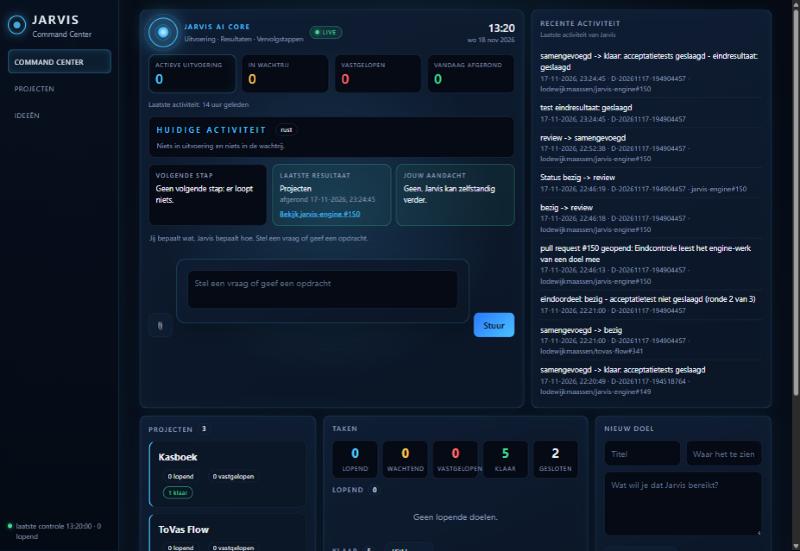 JARVIS
Command Center
COMMAND CENTER
PROJECTEN
IDEEËN
laatste controle 13:20:00 · 0
lopend
JARVIS AI CORE
Uitvoering · Resultaten · Vervolgstappen
LIVE
13:20
wo 18 nov 2026
ACTIEVE UITVOERING
0
IN WACHTRIJ
0
VASTGELOPEN
0
VANDAAG AFGEROND
0
Laatste activiteit: 14 uur geleden
HUIDIGE ACTIVITEIT rust
Niets in uitvoering en niets in de wachtrij.
VOLGENDE STAP
Geen volgende stap: er loopt
niets.
LAATSTE RESULTAAT
Projecten
afgerond 17-11-2026, 23:24:45
Bekijk jarvis-engine #150
JOUW AANDACHT
Geen. Jarvis kan zelfstandig
verder.
Jij bepaalt wat, Jarvis bepaalt hoe. Stel een vraag of geef een opdracht.
Stel een vraag of geef een opdracht
Stuur
RECENTE ACTIVITEIT
Laatste activiteit van Jarvis
samengevoegd -> klaar: acceptatietests geslaagd - eindresultaat:
geslaagd
17-11-2026, 23:24:45 · D-20261117-194904457 ·
lodewijkmaassen/jarvis-engine#150
test eindresultaat: geslaagd
17-11-2026, 23:24:45 · D-20261117-194904457
review -> samengevoegd
17-11-2026, 22:52:38 · D-20261117-194904457 ·
lodewijkmaassen/jarvis-engine#150
Status bezig -> review
17-11-2026, 22:46:19 · D-20261117-194904457 · jarvis-engine#150
bezig -> review
17-11-2026, 22:46:19 · D-20261117-194904457 ·
lodewijkmaassen/jarvis-engine#150
pull request #150 geopend: Eindcontrole leest het engine-werk
van een doel mee
17-11-2026, 22:46:13 · D-20261117-194904457 ·
lodewijkmaassen/jarvis-engine#150
eindoordeel: bezig - acceptatietest niet geslaagd (ronde 2 van 3)
17-11-2026, 22:21:00 · D-20261117-194904457
samengevoegd -> bezig
17-11-2026, 22:21:00 · D-20261117-194904457 ·
lodewijkmaassen/tovas-flow#341
samengevoegd -> klaar: acceptatietests geslaagd
17-11-2026, 22:20:49 · D-20261117-194518764 ·
lodewijkmaassen/jarvis-engine#149
PROJECTEN 3
Kasboek
0 lopend 0 vastgelopen
1 klaar
ToVas Flow
0 lopend 0 vastgelopen
TAKEN
0 0 0 5 2
LOPEND WACHTEND VASTGELOPEN KLAAR GESLOTEN
LOPEND 0
Geen lopende doelen.
NIEUW DOEL
Titel
Waar het te zien
Wat wil je dat Jarvis bereikt?